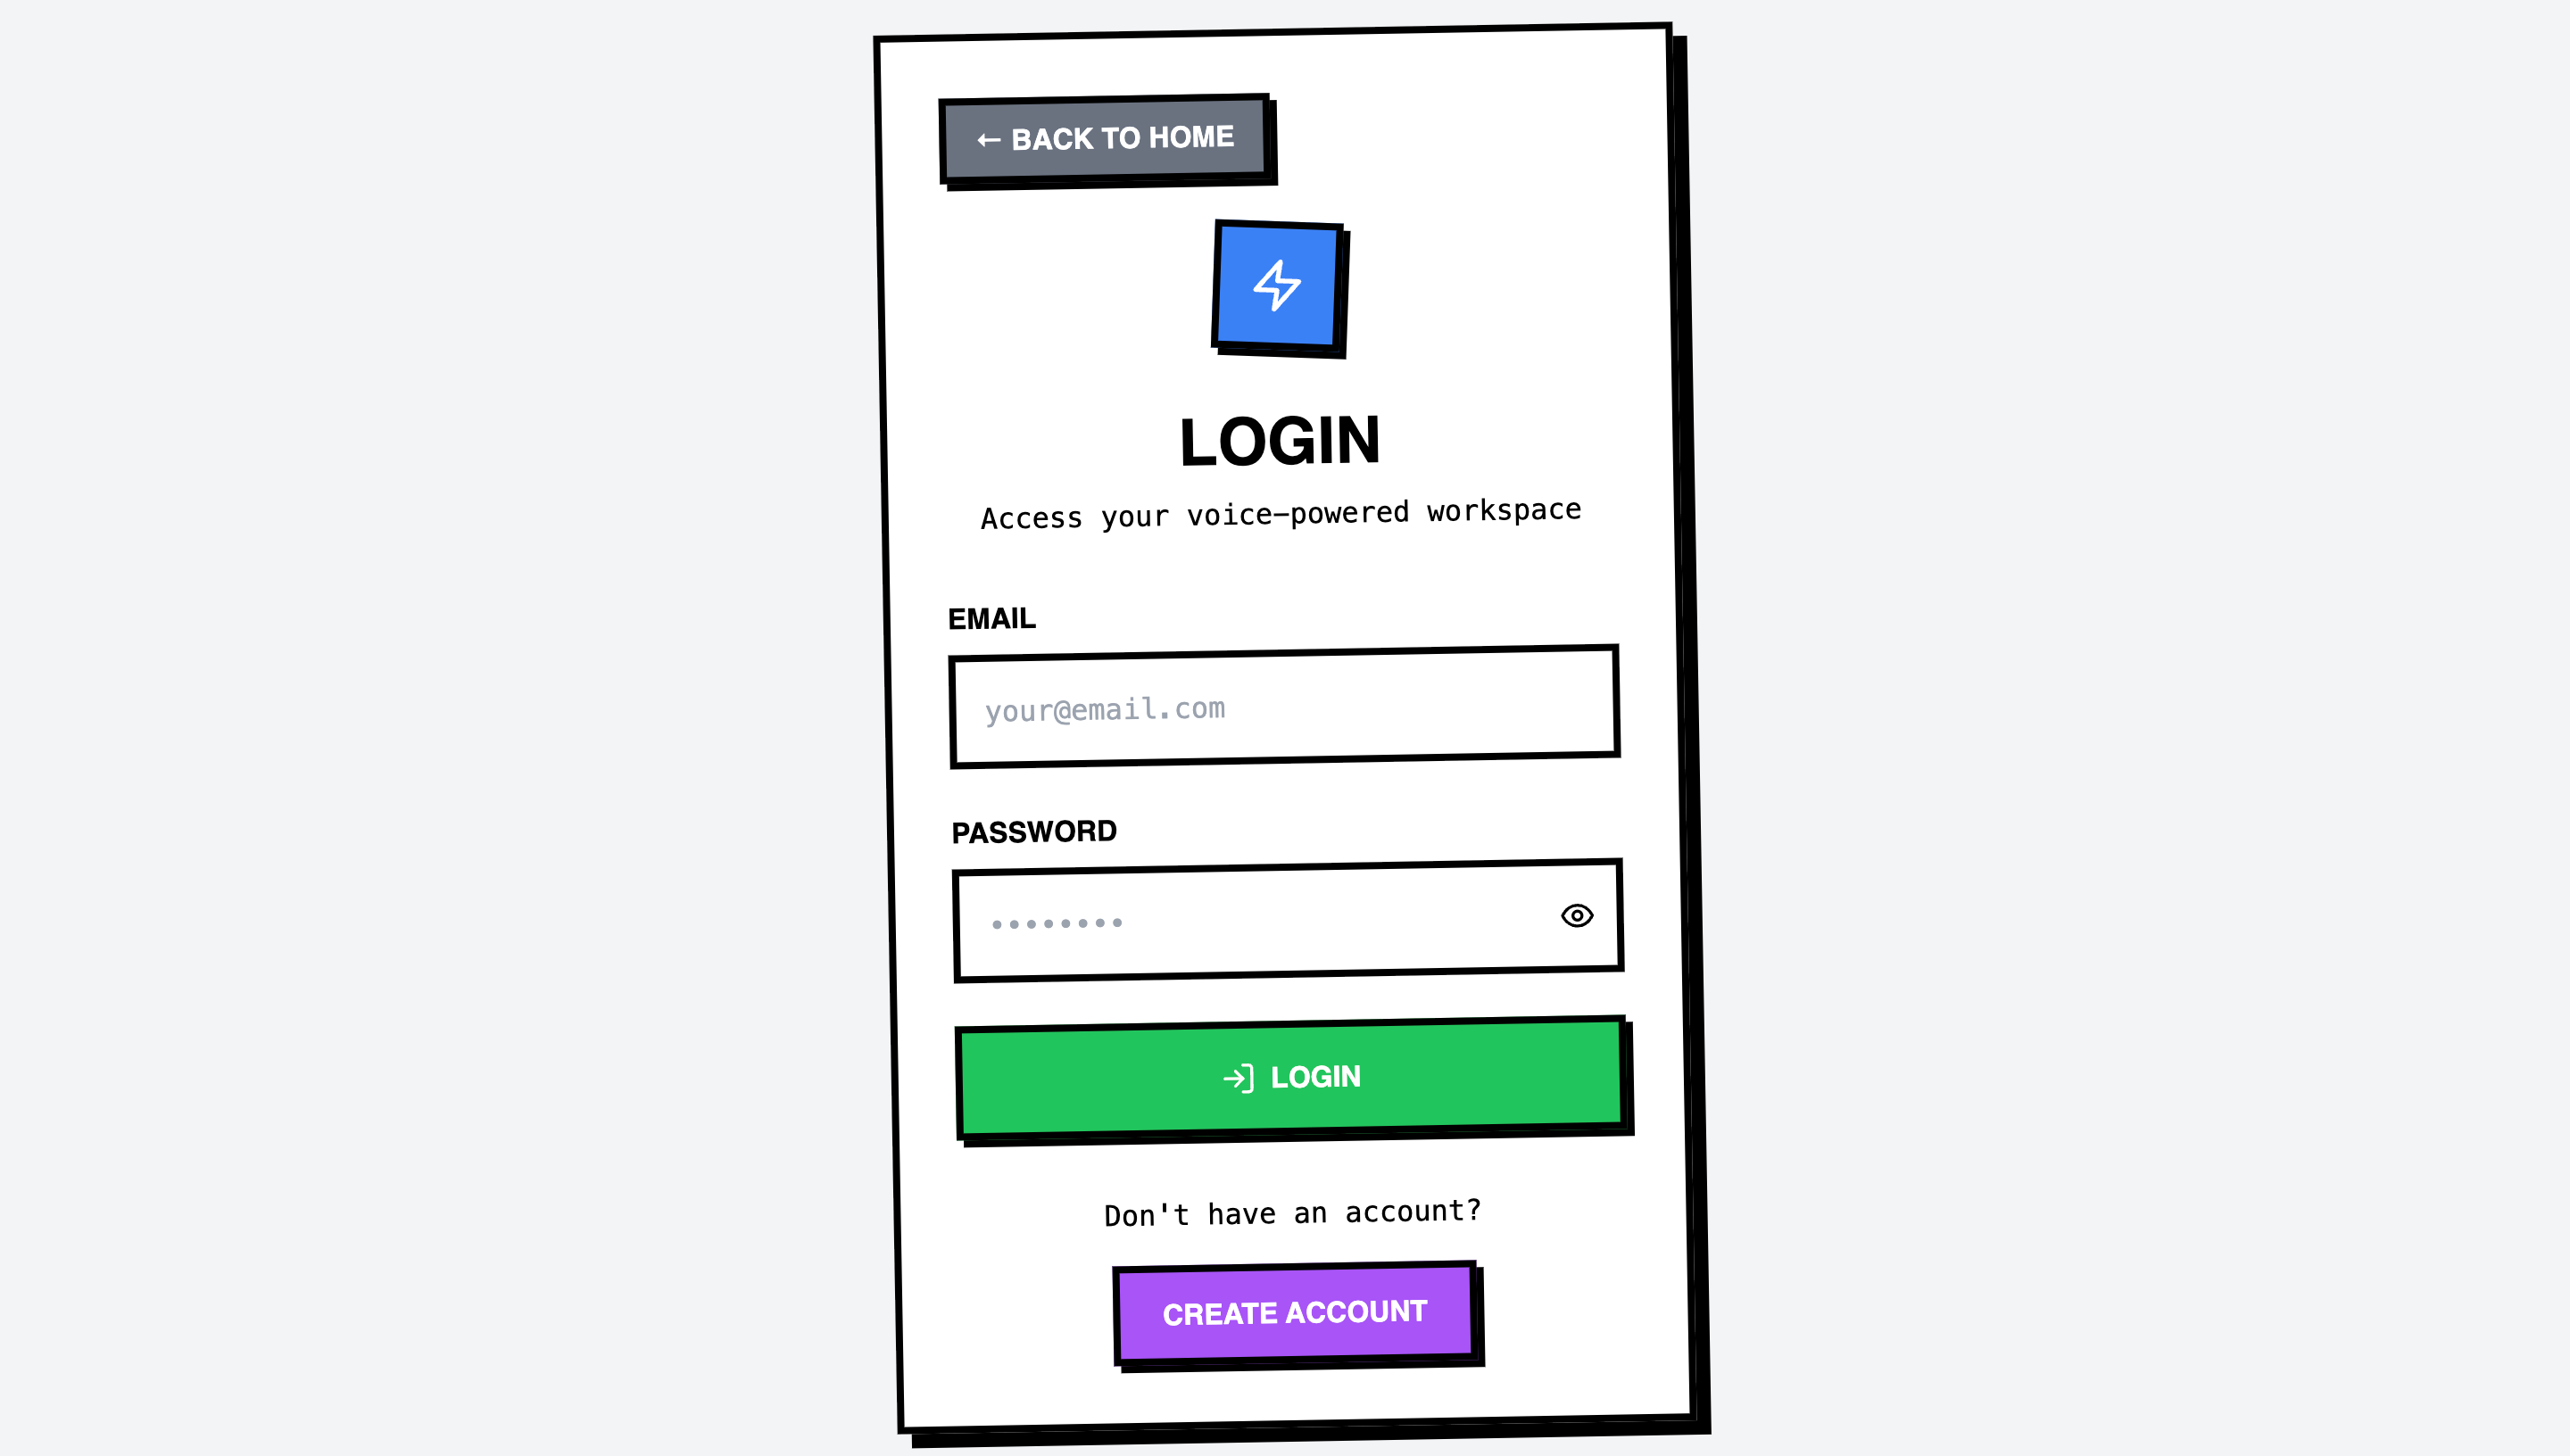 ← BACK TO HOME
LOGIN
Access your voice-powered workspace
EMAIL
your@email.com
PASSWORD
••••••••
LOGIN
Don't have an account?
CREATE ACCOUNT